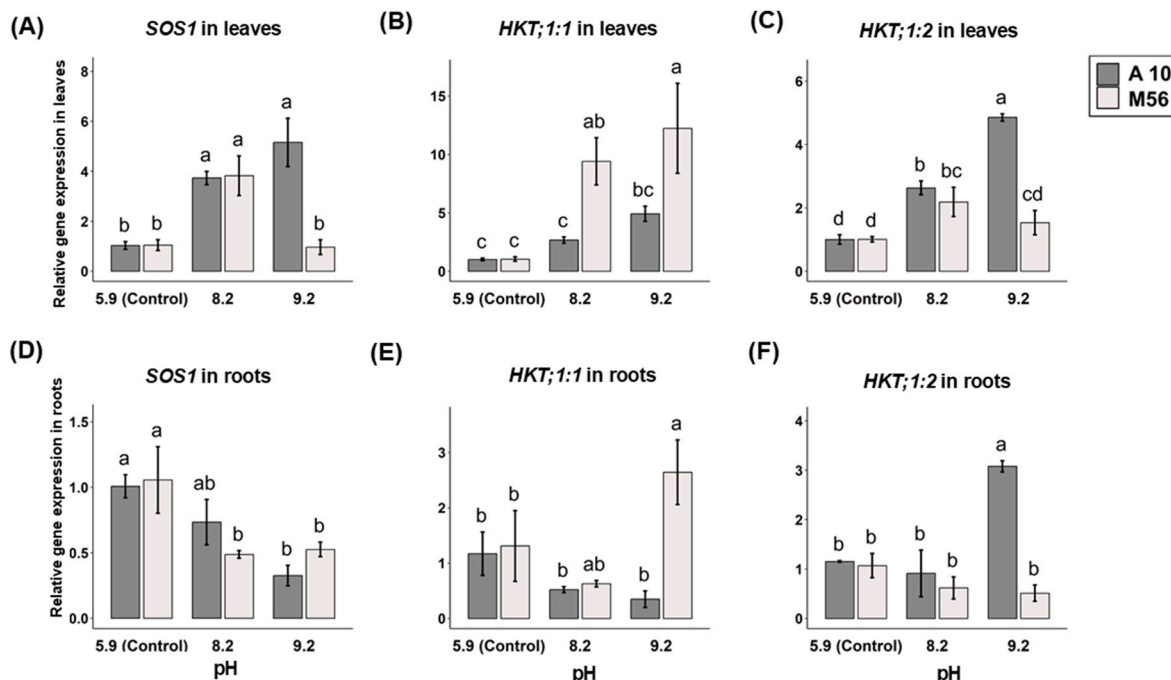 (A)
SOS1 in leaves
Relative gene expression in leaves
8
6
4
2
0
b
b
a
a
a
b
5.9 (Control)
8.2
9.2
(B)
HKT;1:1 in leaves
15
10
5
0
c
c
c
ab
bc
a
5.9 (Control)
8.2
9.2
(C)
HKT;1:2 in leaves
6
4
2
0
d
d
b
bc
a
cd
5.9 (Control)
8.2
9.2
A 10
M56
(D)
SOS1 in roots
Relative gene expression in roots
1.5
1.0
0.5
0.0
a
a
ab
b
b
b
5.9 (Control)
8.2
9.2
pH
(E)
HKT;1:1 in roots
3
2
1
0
b
b
b
ab
b
a
5.9 (Control)
8.2
9.2
pH
(F)
HKT;1:2 in roots
4
3
2
1
0
b
b
b
b
a
b
5.9 (Control)
8.2
9.2
pH